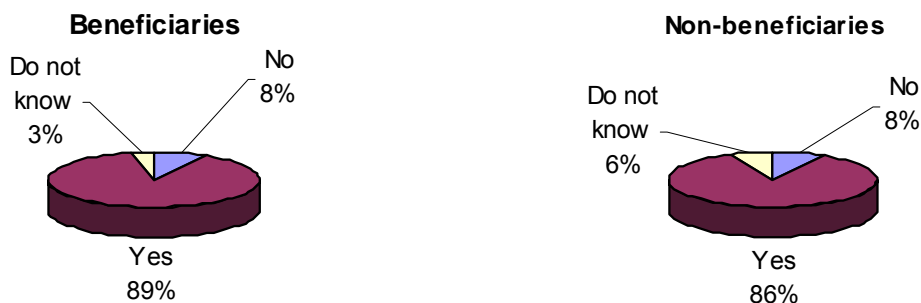 Beneficiaries
Do not
know
3%
No
8%
Yes
89%
Non-beneficiaries
Do not
know
6%
No
8%
Yes
86%